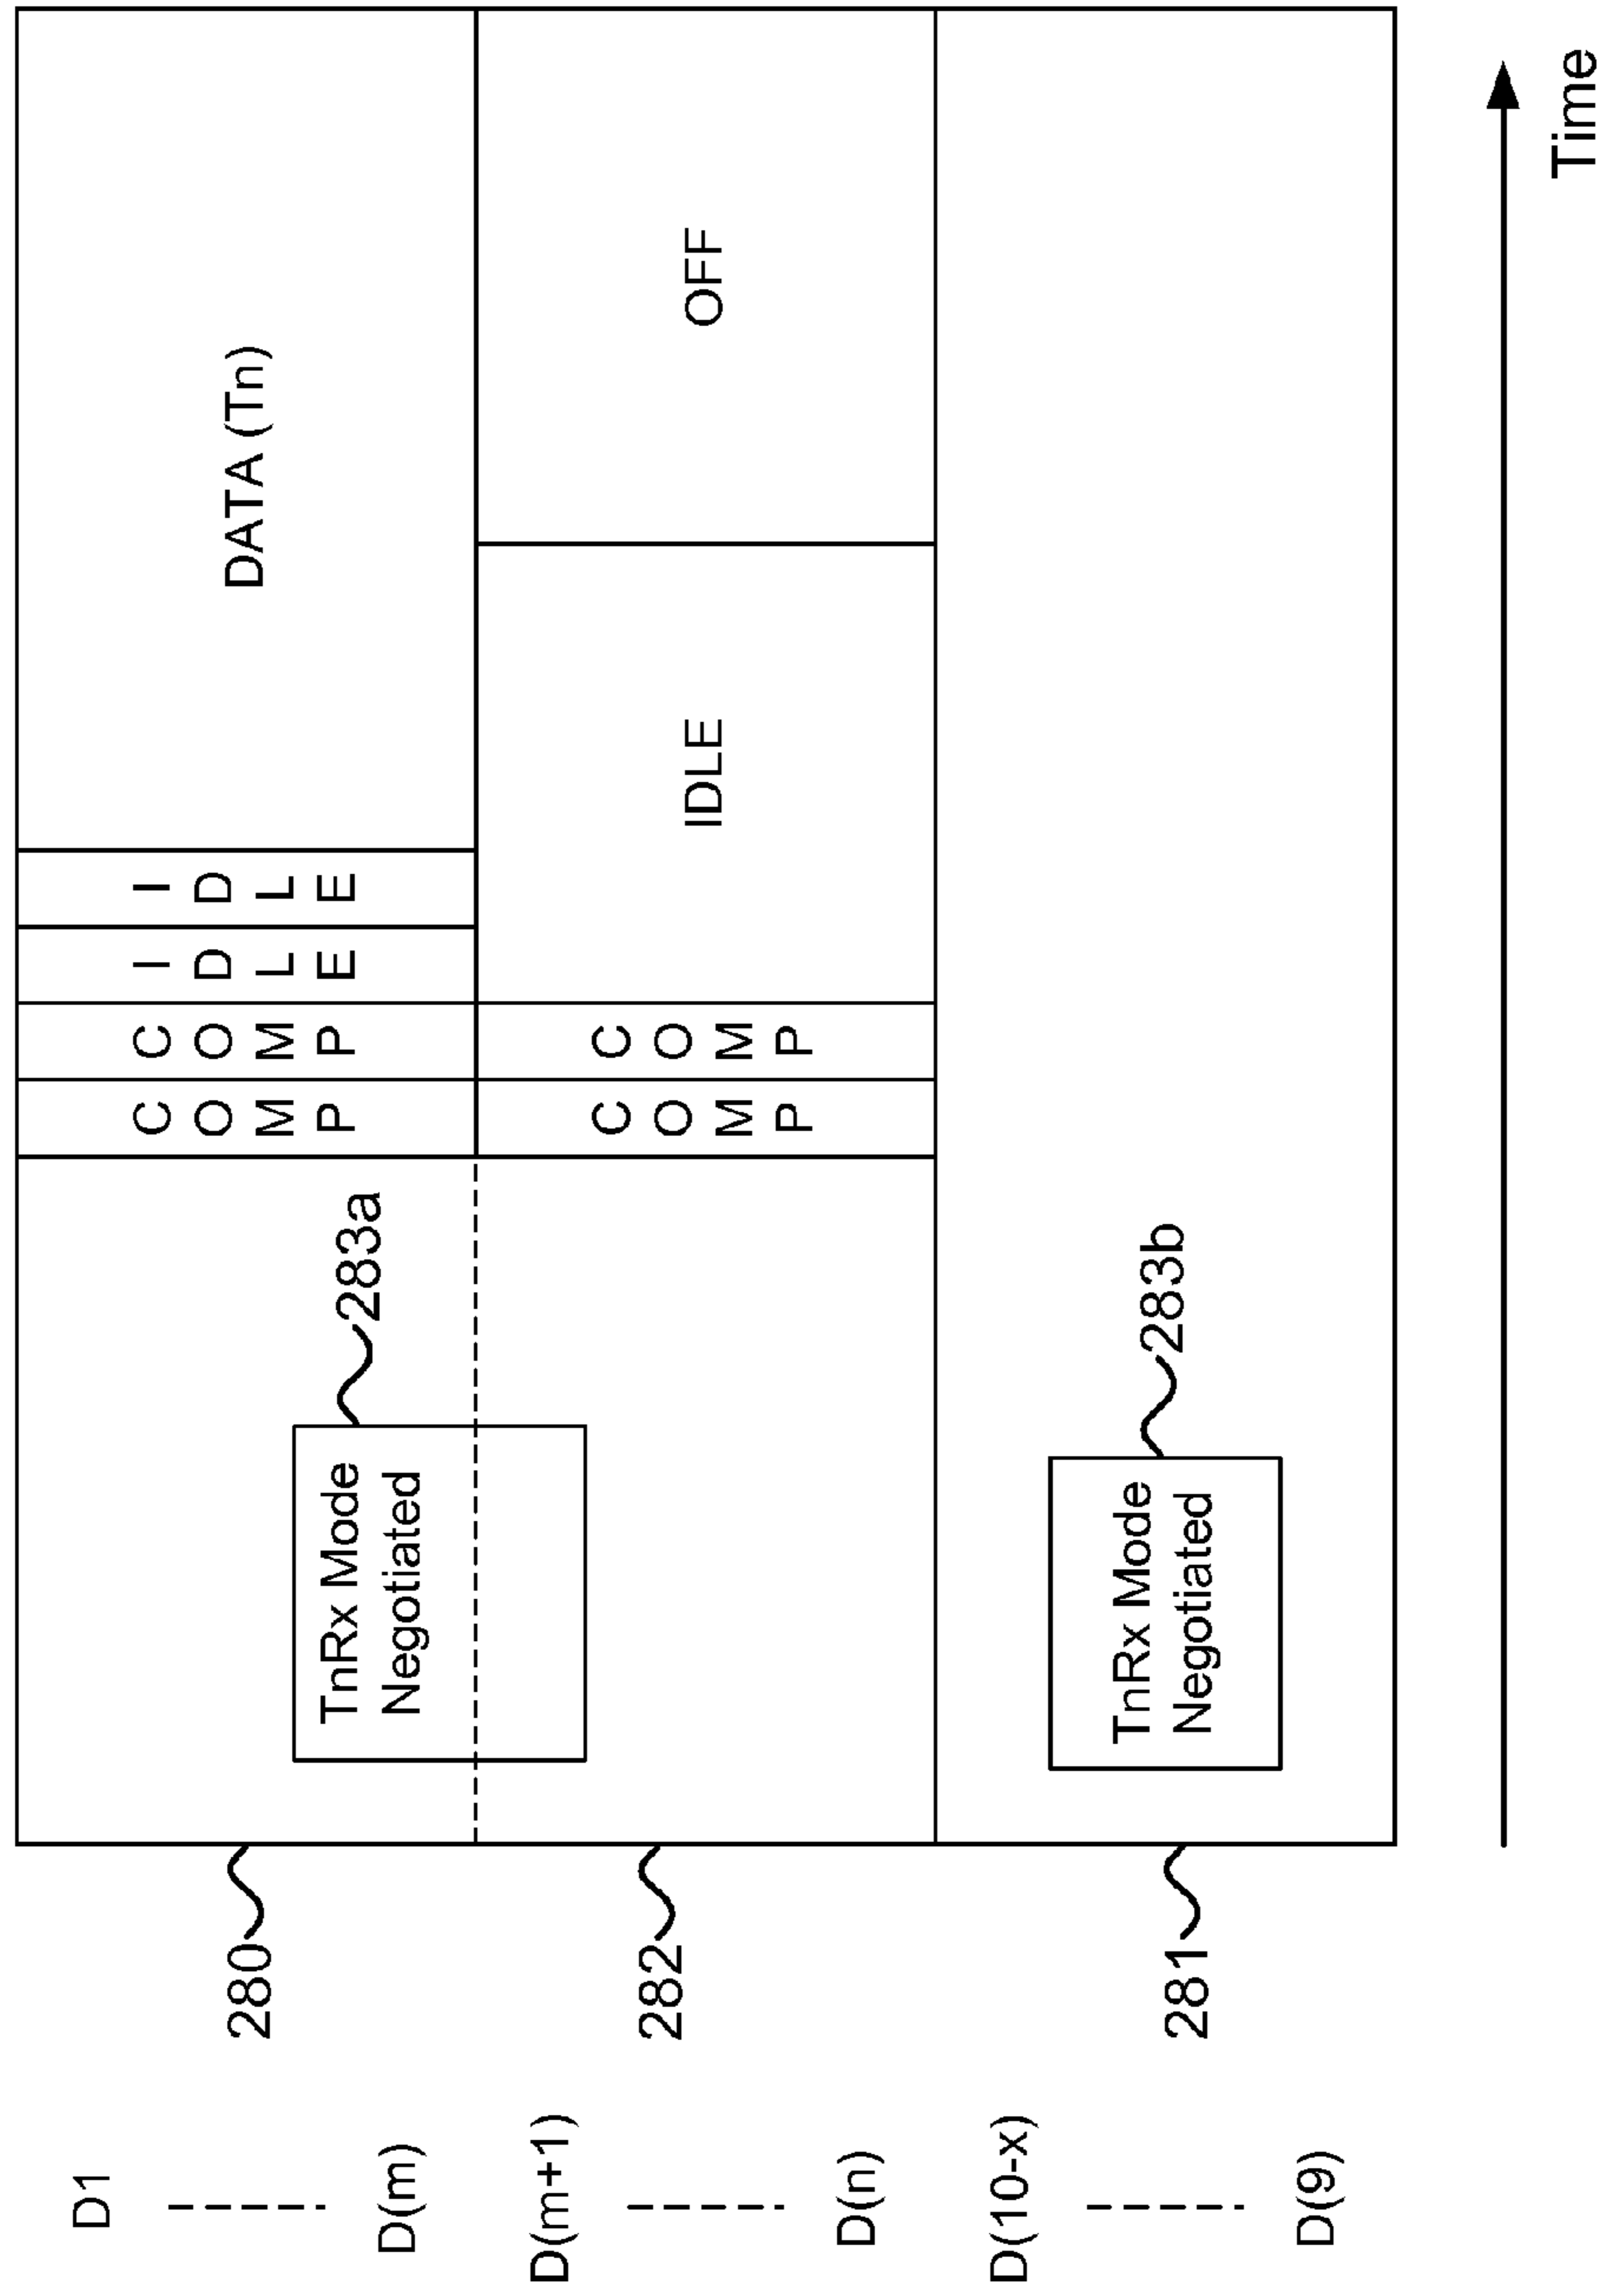 D1
D(m)
D(m+1)
D(n)
D(10-x)
D(9)
280
282
281
TnRx Mode
Negotiated
283a
TnRx Mode
Negotiated
283b
COMP
COMP
IDLE
IDLE
DATA (Tn)
COMP
COMP
IDLE
OFF
Time